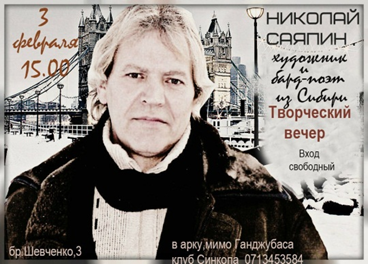 3
февраля
15.00
НИКОЛАЙ
САЯПИН
художник
и
бард-поэт
из Сибири
Творческий
вечер
Вход
свободный
бр.Шевченко,3
в арку,мимо Ганджубаса
клуб Синкопа 0713453584